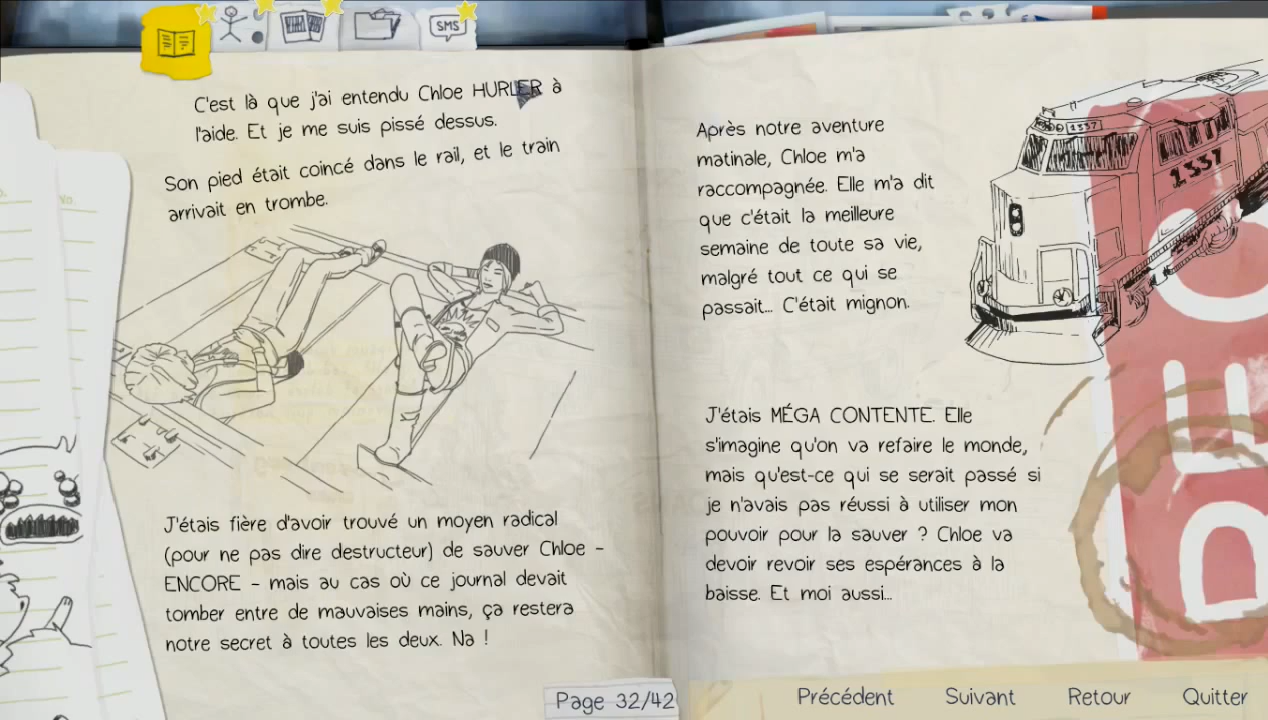 SMS
C'est là que j'ai entendu Chloe HURLER à
l'aide. Et je me suis pissé dessus.
Son pied était coincé dans le rail, et le train
arrivait en trombe.
J'étais fière d'avoir trouvé un moyen radical
(pour ne pas dire destructeur) de sauver Chloe -
ENCORE - mais au cas où ce journal devait
tomber entre de mauvaises mains, ça restera
notre secret à toutes les deux. Na !
No.
Après notre aventure
matinale, Chloe m'a
raccompagnée. Elle m'a dit
que c'était la meilleure
semaine de toute sa vie,
malgré tout ce qui se
passait... C'était mignon.
1337
1337
J'étais MÉGA CONTENTE. Elle
s'imagine qu'on va refaire le monde,
mais qu'est-ce qui se serait passé si
je n'avais pas réussi à utiliser mon
pouvoir pour la sauver ? Chloe va
devoir revoir ses espérances à la
baisse. Et moi aussi...
Page 32/42
Précédent Suivant Retour Quitter